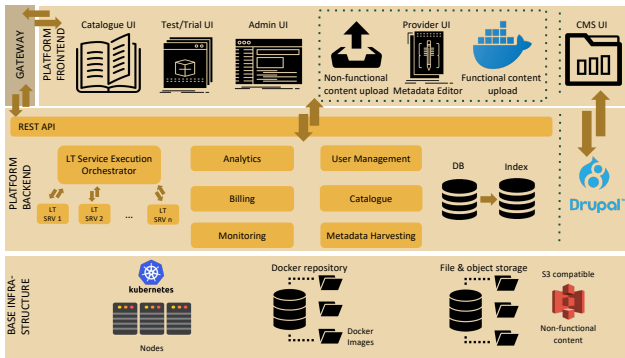 GATEWAY
PLATFORM
FRONTEND
Catalogue UI
Test/Trial UI
Admin UI
Provider UI
CMS UI
Non-functional
content upload
Metadata Editor
Functional content
upload
REST API
PLATFORM
BACKEND
LT Service Execution
Orchestrator
LT
SRV 1
LT
SRV 2
...
LT
SRV n
Analytics
Billing
Monitoring
User Management
Catalogue
Metadata Harvesting
DB
Index
Drupal™
BASE INFRA-
STRUCTURE
kubernetes
Nodes
Docker repository
Docker
Images
File & object storage
S3 compatible
Non-functional
content